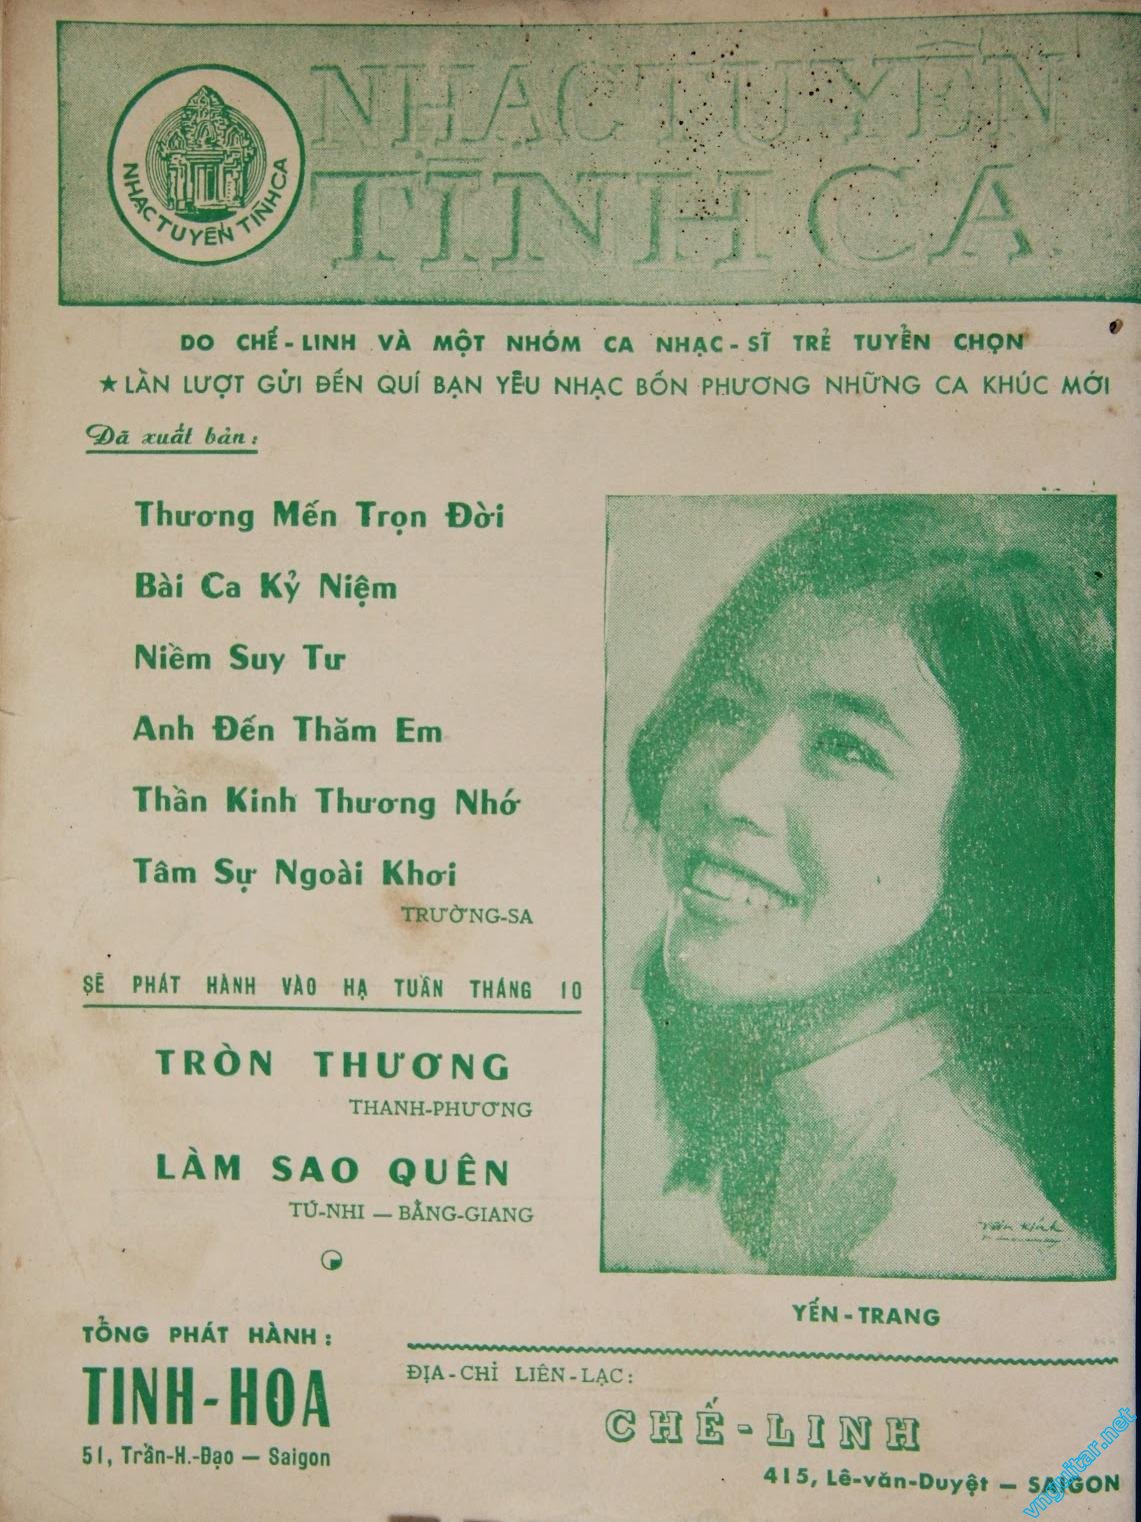 NHẠC TUYỂN
TÌNH CA
NHẠC TUYỂN TÌNH CA
DO CHẾ-LINH VÀ MỘT NHÓM CA NHẠC-SĨ TRẺ TUYỂN CHỌN
★ LẦN LƯỢT GỬI ĐẾN QUÍ BẠN YÊU NHẠC BỐN PHƯƠNG NHỮNG CA KHÚC MỚI
Đã xuất bản:
Thương Mến Trọn Đời
Bài Ca Kỷ Niệm
Niềm Suy Tư
Anh Đến Thăm Em
Thần Kinh Thương Nhớ
Tâm Sự Ngoài Khơi
TRƯỜNG-SA
SẼ PHÁT HÀNH VÀO HẠ TUẦN THÁNG 10
TRÒN THƯƠNG
THANH-PHƯƠNG
LÀM SAO QUÊN
TÚ-NHI — BẰNG-GIANG
YẾN-TRANG
TỔNG PHÁT HÀNH:
TINH-HOA
51, Trần-H.-Đạo — Saigon
ĐỊA-CHỈ LIÊN-LẠC:
CHẾ-LINH
415, Lê-văn-Duyệt — SAIGON
vnguitar.net